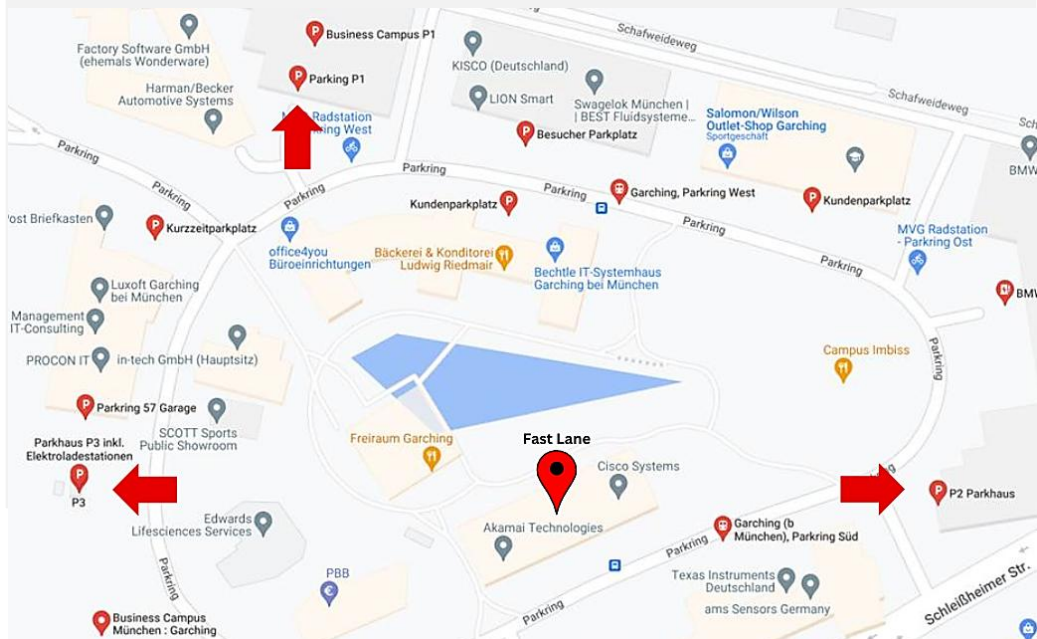 Business Campus P1
Factory Software GmbH
(ehemals Wonderware)
Parking P1
Harman/Becker
Automotive Systems
Radstation
West
KISCO (Deutschland)
LION Smart
Swagelok München |
| BEST Fluidsysteme...
Besucher Parkplatz
Schafweideweg
Schafweideweg
Salomon/Wilson
Outlet-Shop Garching
Sportgeschäft
BMW
Parkring
Parkring
Parkring
Parkring
Parkring
Parkring
Kundenparkplatz
Garching, Parkring West
Kundenparkplatz
Post Briefkasten
Kurzzeitparkplatz
office4you
Büroeinrichtungen
Bäckerei & Konditorei
Ludwig Riedmair
Bechtle IT-Systemhaus
Garching bei München
MVG Radstation
- Parkring Ost
BMW
Parkring
Luxoft Garching
bei München
Management
IT-Consulting
PROCON IT
in-tech GmbH (Hauptsitz)
Campus Imbiss
Parkring
Parkring 57 Garage
SCOTT Sports
Public Showroom
Parkhaus P3 inkl.
Elektroladestationen
P3
Freiraum Garching
Fast Lane
Cisco Systems
Akamai Technologies
Parkring
P2 Parkhaus
Edwards
Lifesciences Services
Garching (b
München), Parkring Süd
Parkring
Texas Instruments
Deutschland
ams Sensors Germany
Schleißheimer Str.
PBB
Parkring
Parkring
Business Campus
München : Garching